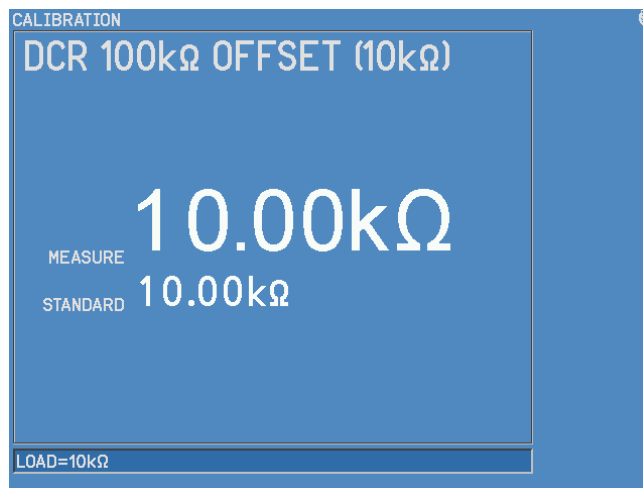 CALIBRATION
DCR 100kΩ OFFSET (10kΩ)
MEASURE 10.00kΩ
STANDARD 10.00kΩ
LOAD=10kΩ